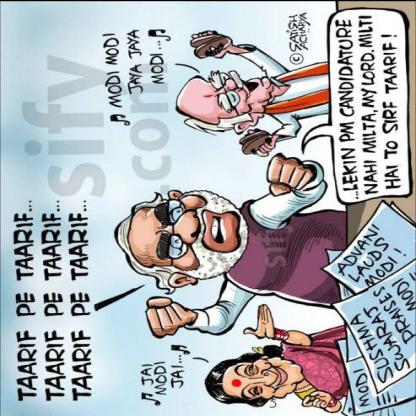 TAARIF PE TAARIF...
TAARIF PE TAARIF...
TAARIF PE TAARIF...
MODI MODI
JAYA JAYA
MODI...
© SATISH
ACHARYA
JAI
MODI
JAI...
...LEKIN PM CANDIDATURE
NAHI MILTA, MY LORD. MILTI
HAI TO SIRF TAARIF!
ADVANI
LAUDS
MODI!
SUSHMA
PRAISES
MODI
sify.com